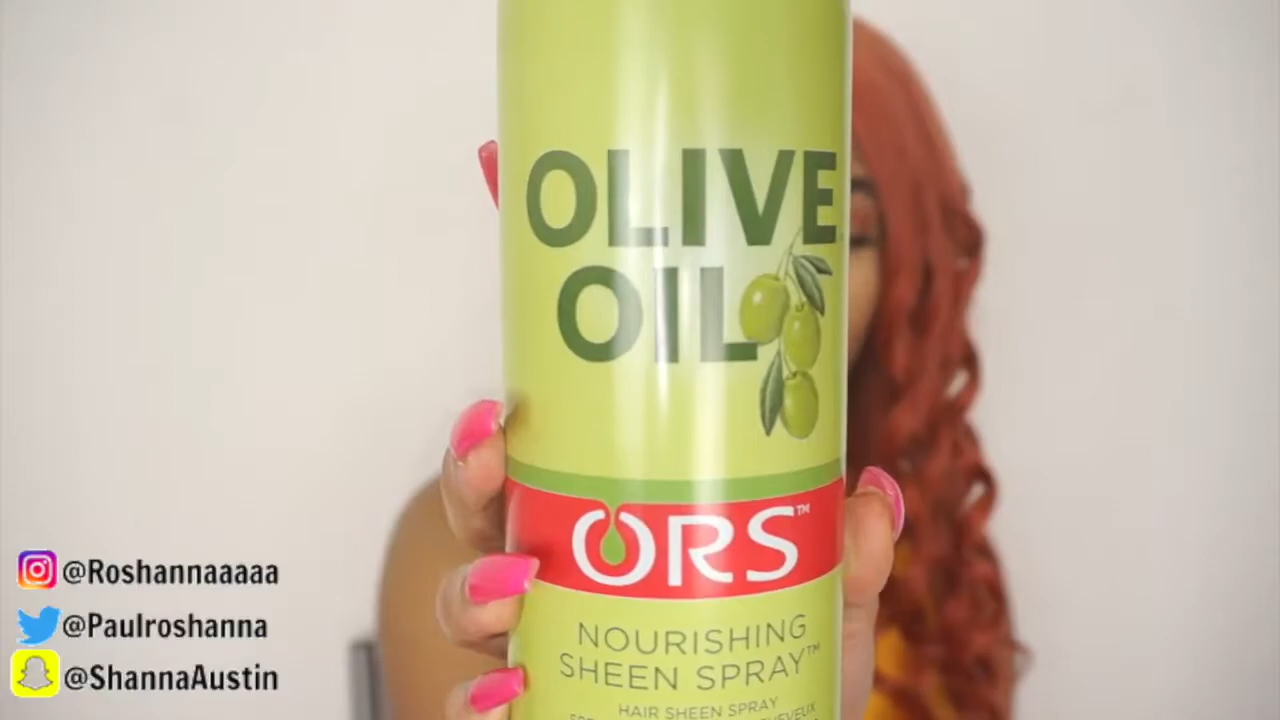 OLIVE
OIL
ORS™
NOURISHING
SHEEN SPRAY™
HAIR SHEEN SPRAY
@Roshannaaaaa
@Paulroshanna
@ShannaAustin